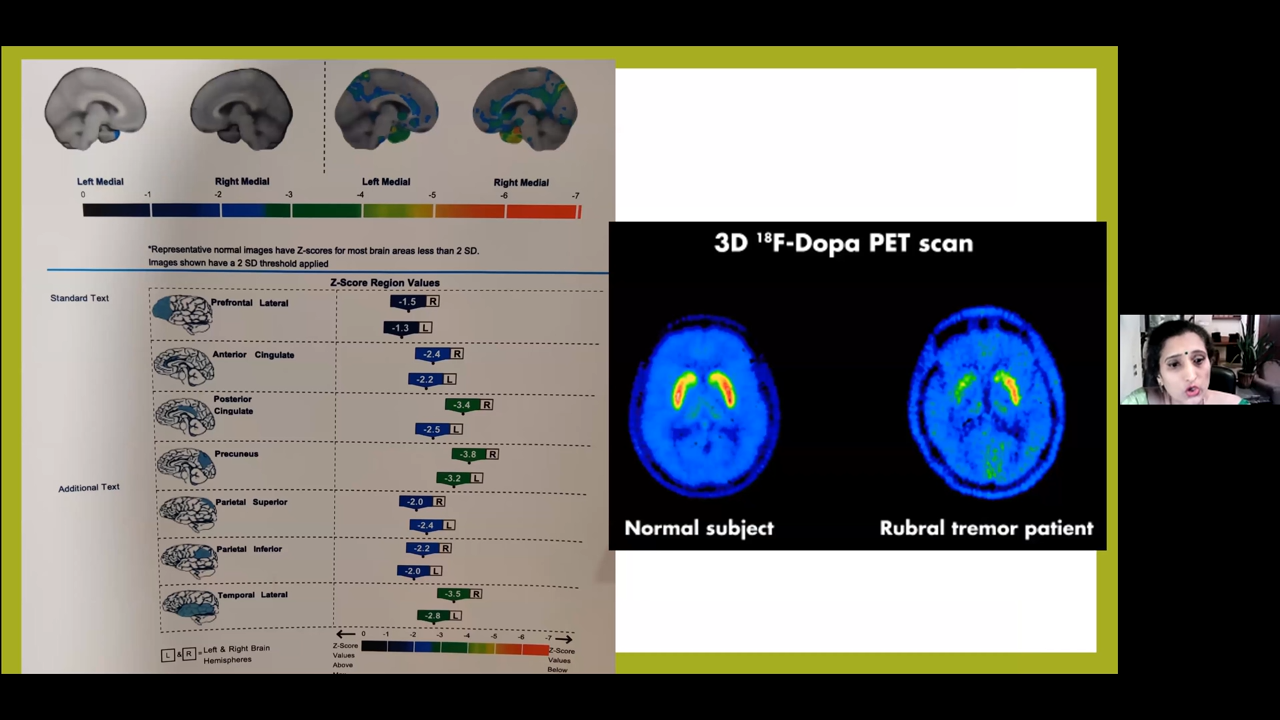 Left Medial
Right Medial
Left Medial
Right Medial
0 -1 -2 -3 -4 -5 -6 -7
*Representative normal images have Z-scores for most brain areas less than 2 SD.
Images shown have a 2 SD threshold applied
Z-Score Region Values
Standard Text
Prefrontal Lateral
-1.5 R
-1.3 L
Anterior Cingulate
-2.4 R
-2.2 L
Posterior
Cingulate
-3.4 R
-2.5 L
Precuneus
-3.8 R
-3.2 L
Additional Text
Parietal Superior
-2.0 R
-2.4 L
Parietal Inferior
-2.2 R
-2.0 L
Temporal Lateral
-3.5 R
-2.8 L
0 -1 -2 -3 -4 -5 -6 -7
L & R = Left & Right Brain
Hemispheres
Z-Score
Values
Above
Z-Score
Values
Below
3D ¹⁸F-Dopa PET scan
Normal subject
Rubral tremor patient